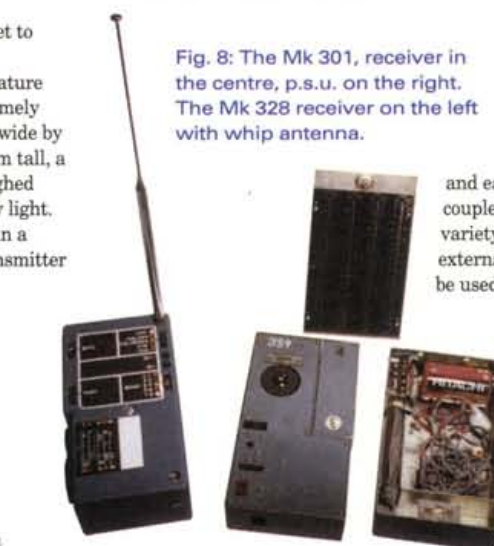 et to
ature
mely
wide by
m tall, a
ghed
light.
n a
nsmitter
Fig. 8: The Mk 301, receiver in
the centre, p.s.u. on the right.
The Mk 328 receiver on the left
with whip antenna.
and ea
couple
variety
externa
be used
359
HITACHI